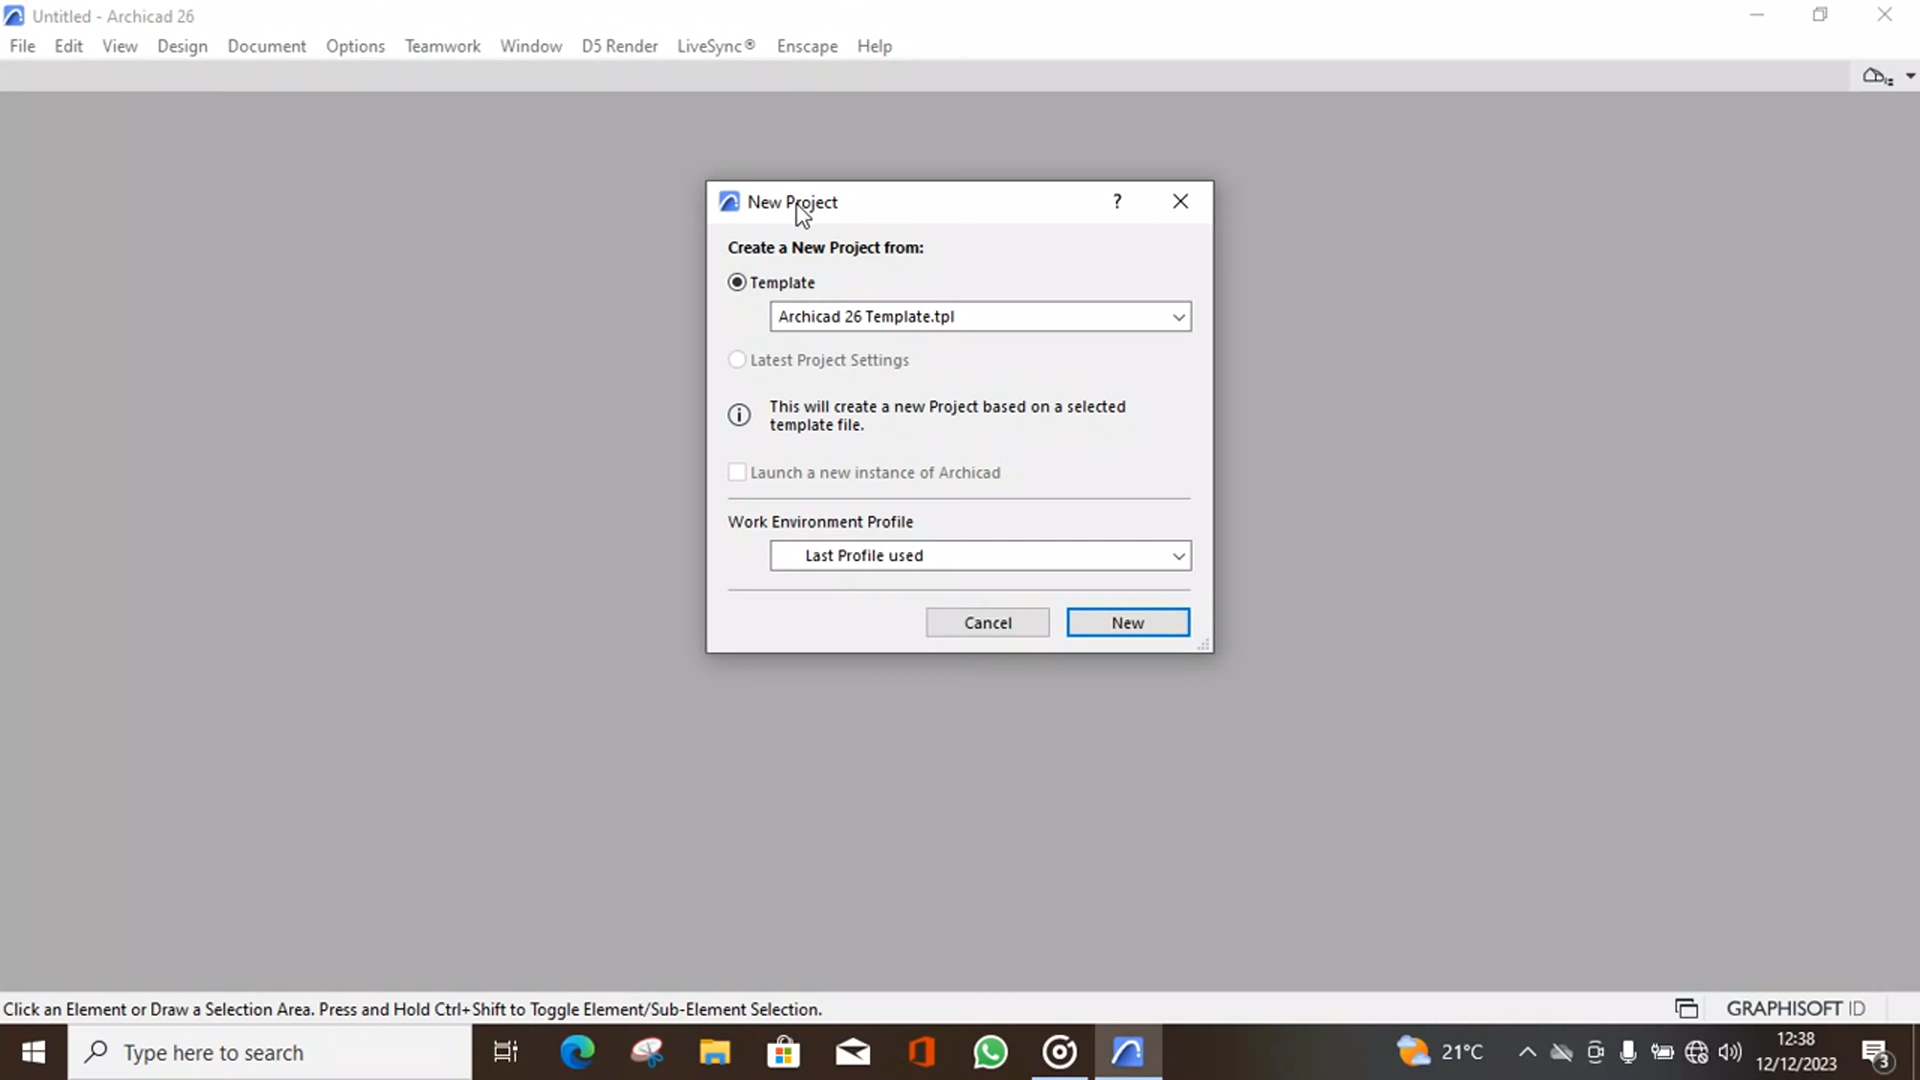 Untitled - Archicad 26
File Edit View Design Document Options Teamwork Window D5 Render LiveSync® Enscape Help
New Project
?
Create a New Project from:
Template
Archicad 26 Template.tpl
Latest Project Settings
This will create a new Project based on a selected
template file.
Launch a new instance of Archicad
Work Environment Profile
Last Profile used
Cancel New
Click an Element or Draw a Selection Area. Press and Hold Ctrl+Shift to Toggle Element/Sub-Element Selection.
GRAPHISOFT ID
Type here to search
21°C
12:38
12/12/2023
3